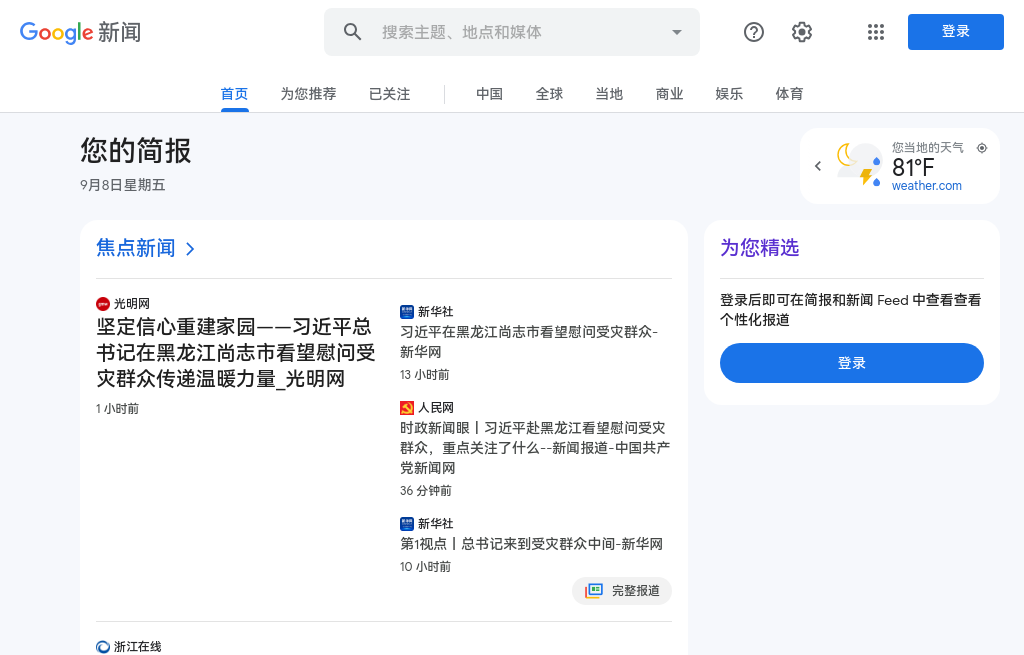 Google 新闻
搜索主题、地点和媒体
登录
首页
为您推荐
已关注
中国
全球
当地
商业
娱乐
体育
您的简报
9月8日星期五
您当地的天气
81°F
weather.com
焦点新闻
光明网
坚定信心重建家园——习近平总
书记在黑龙江尚志市看望慰问受
灾群众传递温暖力量_光明网
1 小时前
新华社
习近平在黑龙江尚志市看望慰问受灾群众-
新华网
13 小时前
人民网
时政新闻眼丨习近平赴黑龙江看望慰问受灾
群众，重点关注了什么--新闻报道-中国共产
党新闻网
36 分钟前
新华社
第1视点丨总书记来到受灾群众中间-新华网
10 小时前
完整报道
浙江在线
为您精选
登录后即可在简报和新闻 Feed 中查看查看
个性化报道
登录